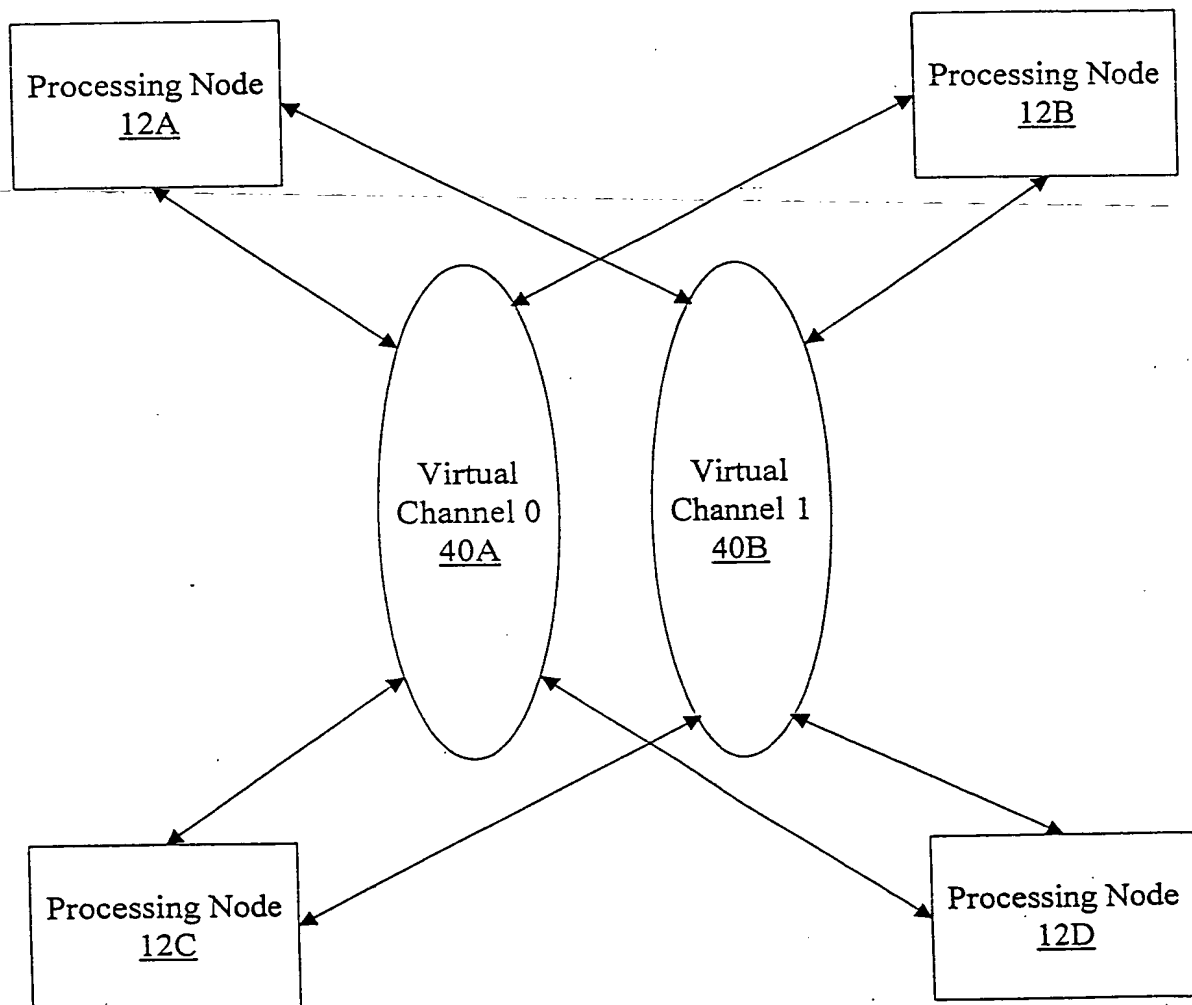 Processing Node
12A
Processing Node
12B
Virtual
Channel 0
40A
Virtual
Channel 1
40B
Processing Node
12C
Processing Node
12D